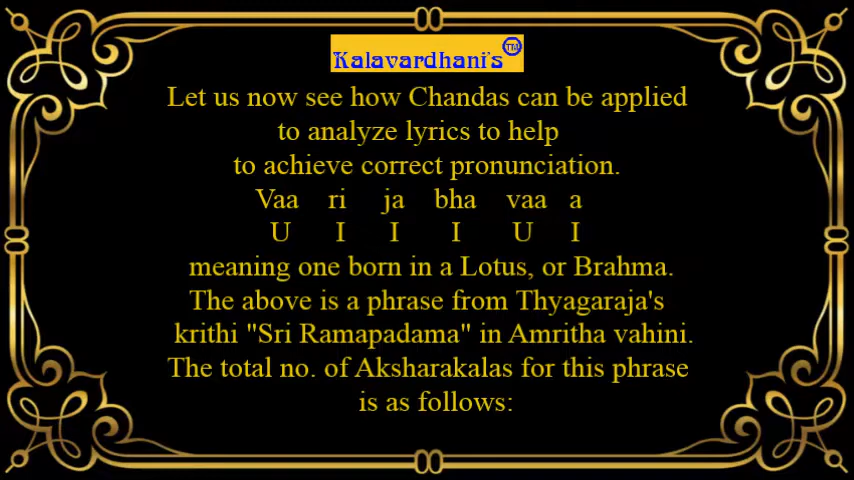 Kalavardhani's TM
Let us now see how Chandas can be applied
to analyze lyrics to help
to achieve correct pronunciation.
Vaa ri ja bha vaa a
U I I I U I
meaning one born in a Lotus, or Brahma.
The above is a phrase from Thyagaraja's
krithi "Sri Ramapadama" in Amritha vahini.
The total no. of Aksharakalas for this phrase
is as follows: